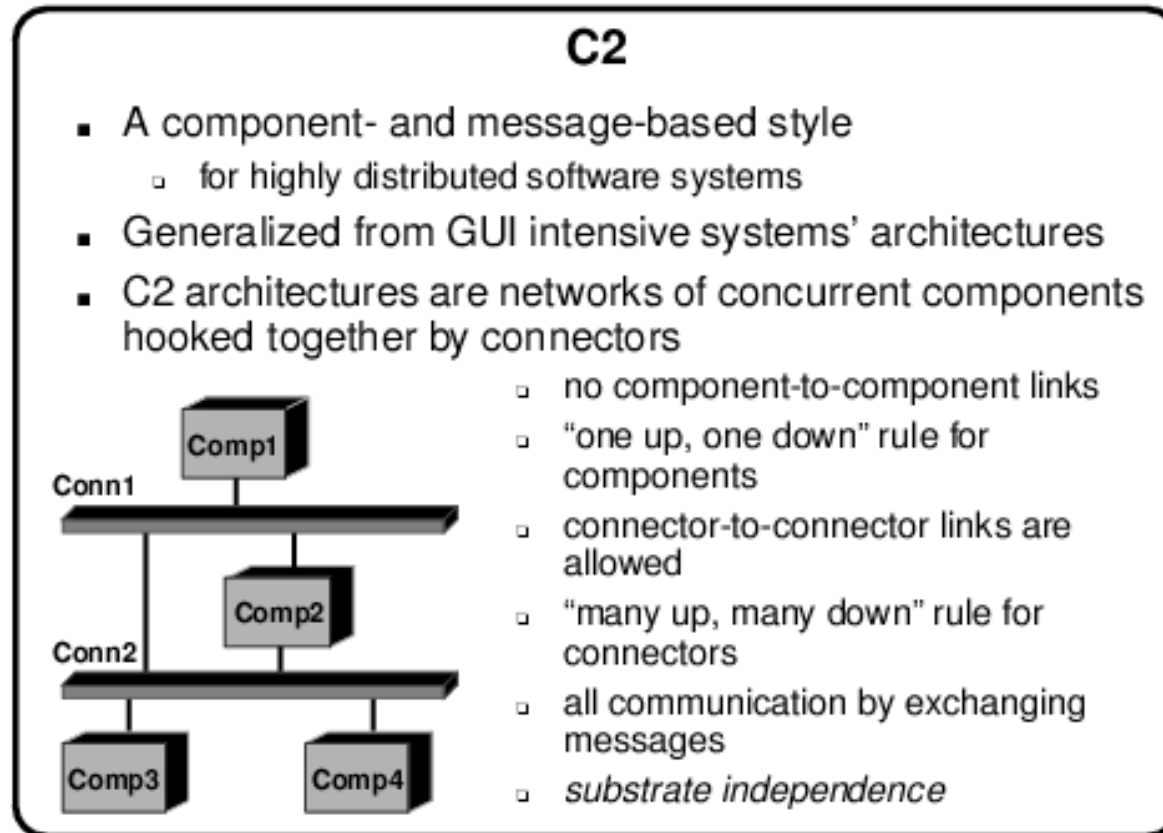 C2
▪ A component- and message-based style
▫ for highly distributed software systems
▪ Generalized from GUI intensive systems' architectures
▪ C2 architectures are networks of concurrent components
hooked together by connectors
Comp1
Conn1
Comp2
Conn2
Comp3
Comp4
▫ no component-to-component links
▫ “one up, one down” rule for
components
▫ connector-to-connector links are
allowed
▫ “many up, many down” rule for
connectors
▫ all communication by exchanging
messages
▫ substrate independence